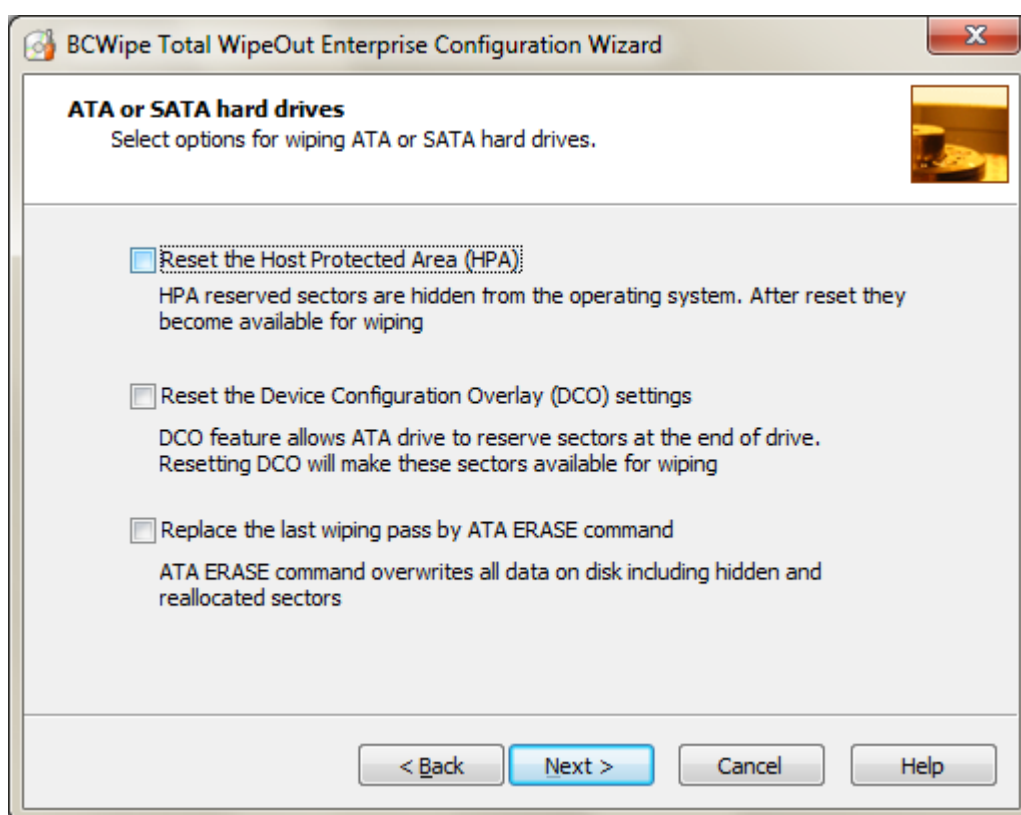 BCWipe Total WipeOut Enterprise Configuration Wizard
ATA or SATA hard drives
Select options for wiping ATA or SATA hard drives.
Reset the Host Protected Area (HPA)
HPA reserved sectors are hidden from the operating system. After reset they
become available for wiping
Reset the Device Configuration Overlay (DCO) settings
DCO feature allows ATA drive to reserve sectors at the end of drive.
Resetting DCO will make these sectors available for wiping
Replace the last wiping pass by ATA ERASE command
ATA ERASE command overwrites all data on disk including hidden and
reallocated sectors
< Back Next > Cancel Help